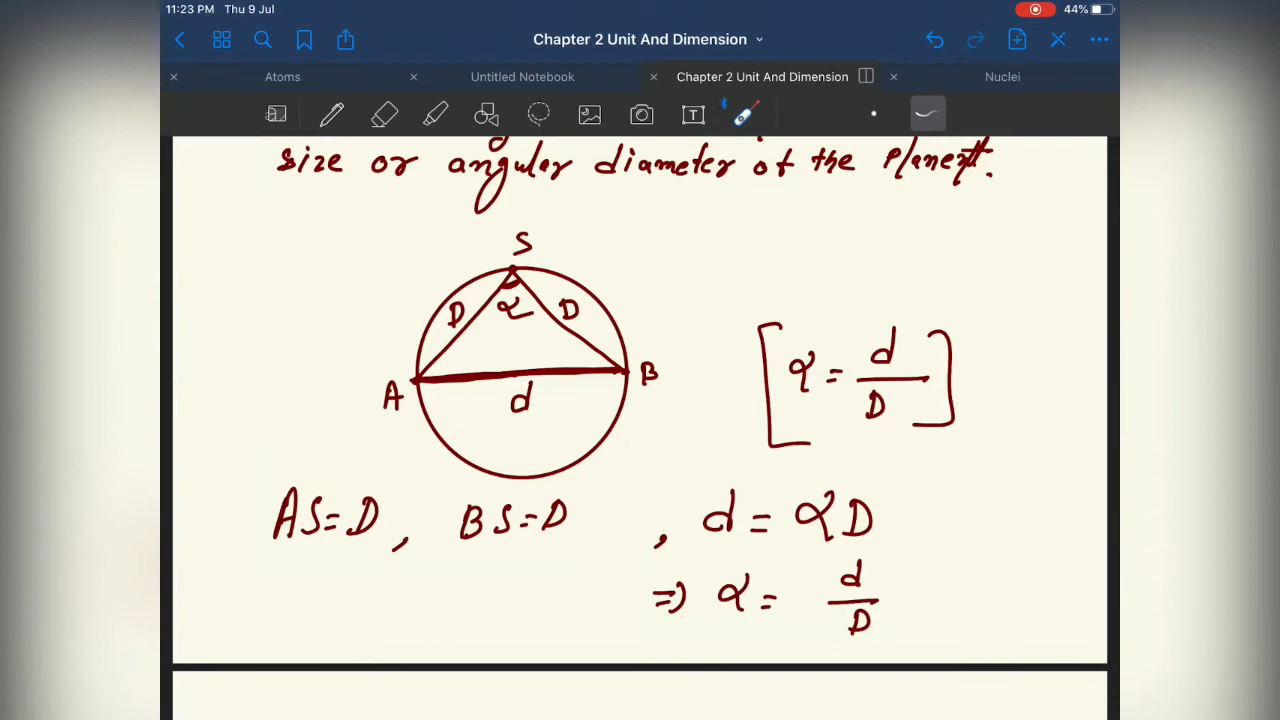 11:23 PM Thu 9 Jul
44%
Chapter 2 Unit And Dimension
Atoms
Untitled Notebook
Chapter 2 Unit And Dimension
Nuclei
T
size or angular diameter of the
S
D α D
A B
d
[α = d/D]
AS=D, BS=D , d = αD
⇒ α = d/D